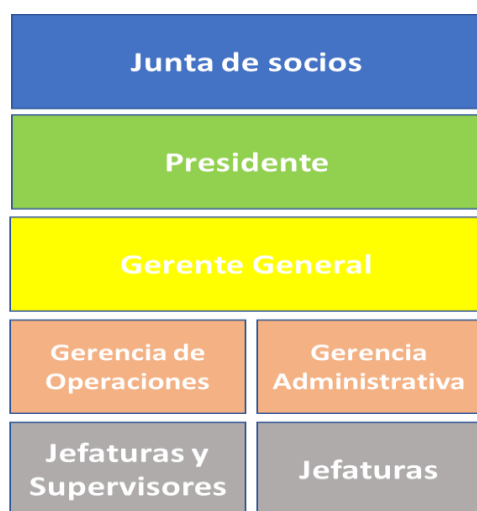 Junta de socios
Presidente
Gerente General
Gerencia de
Operaciones
Gerencia
Administrativa
Jefaturas y
Supervisores
Jefaturas